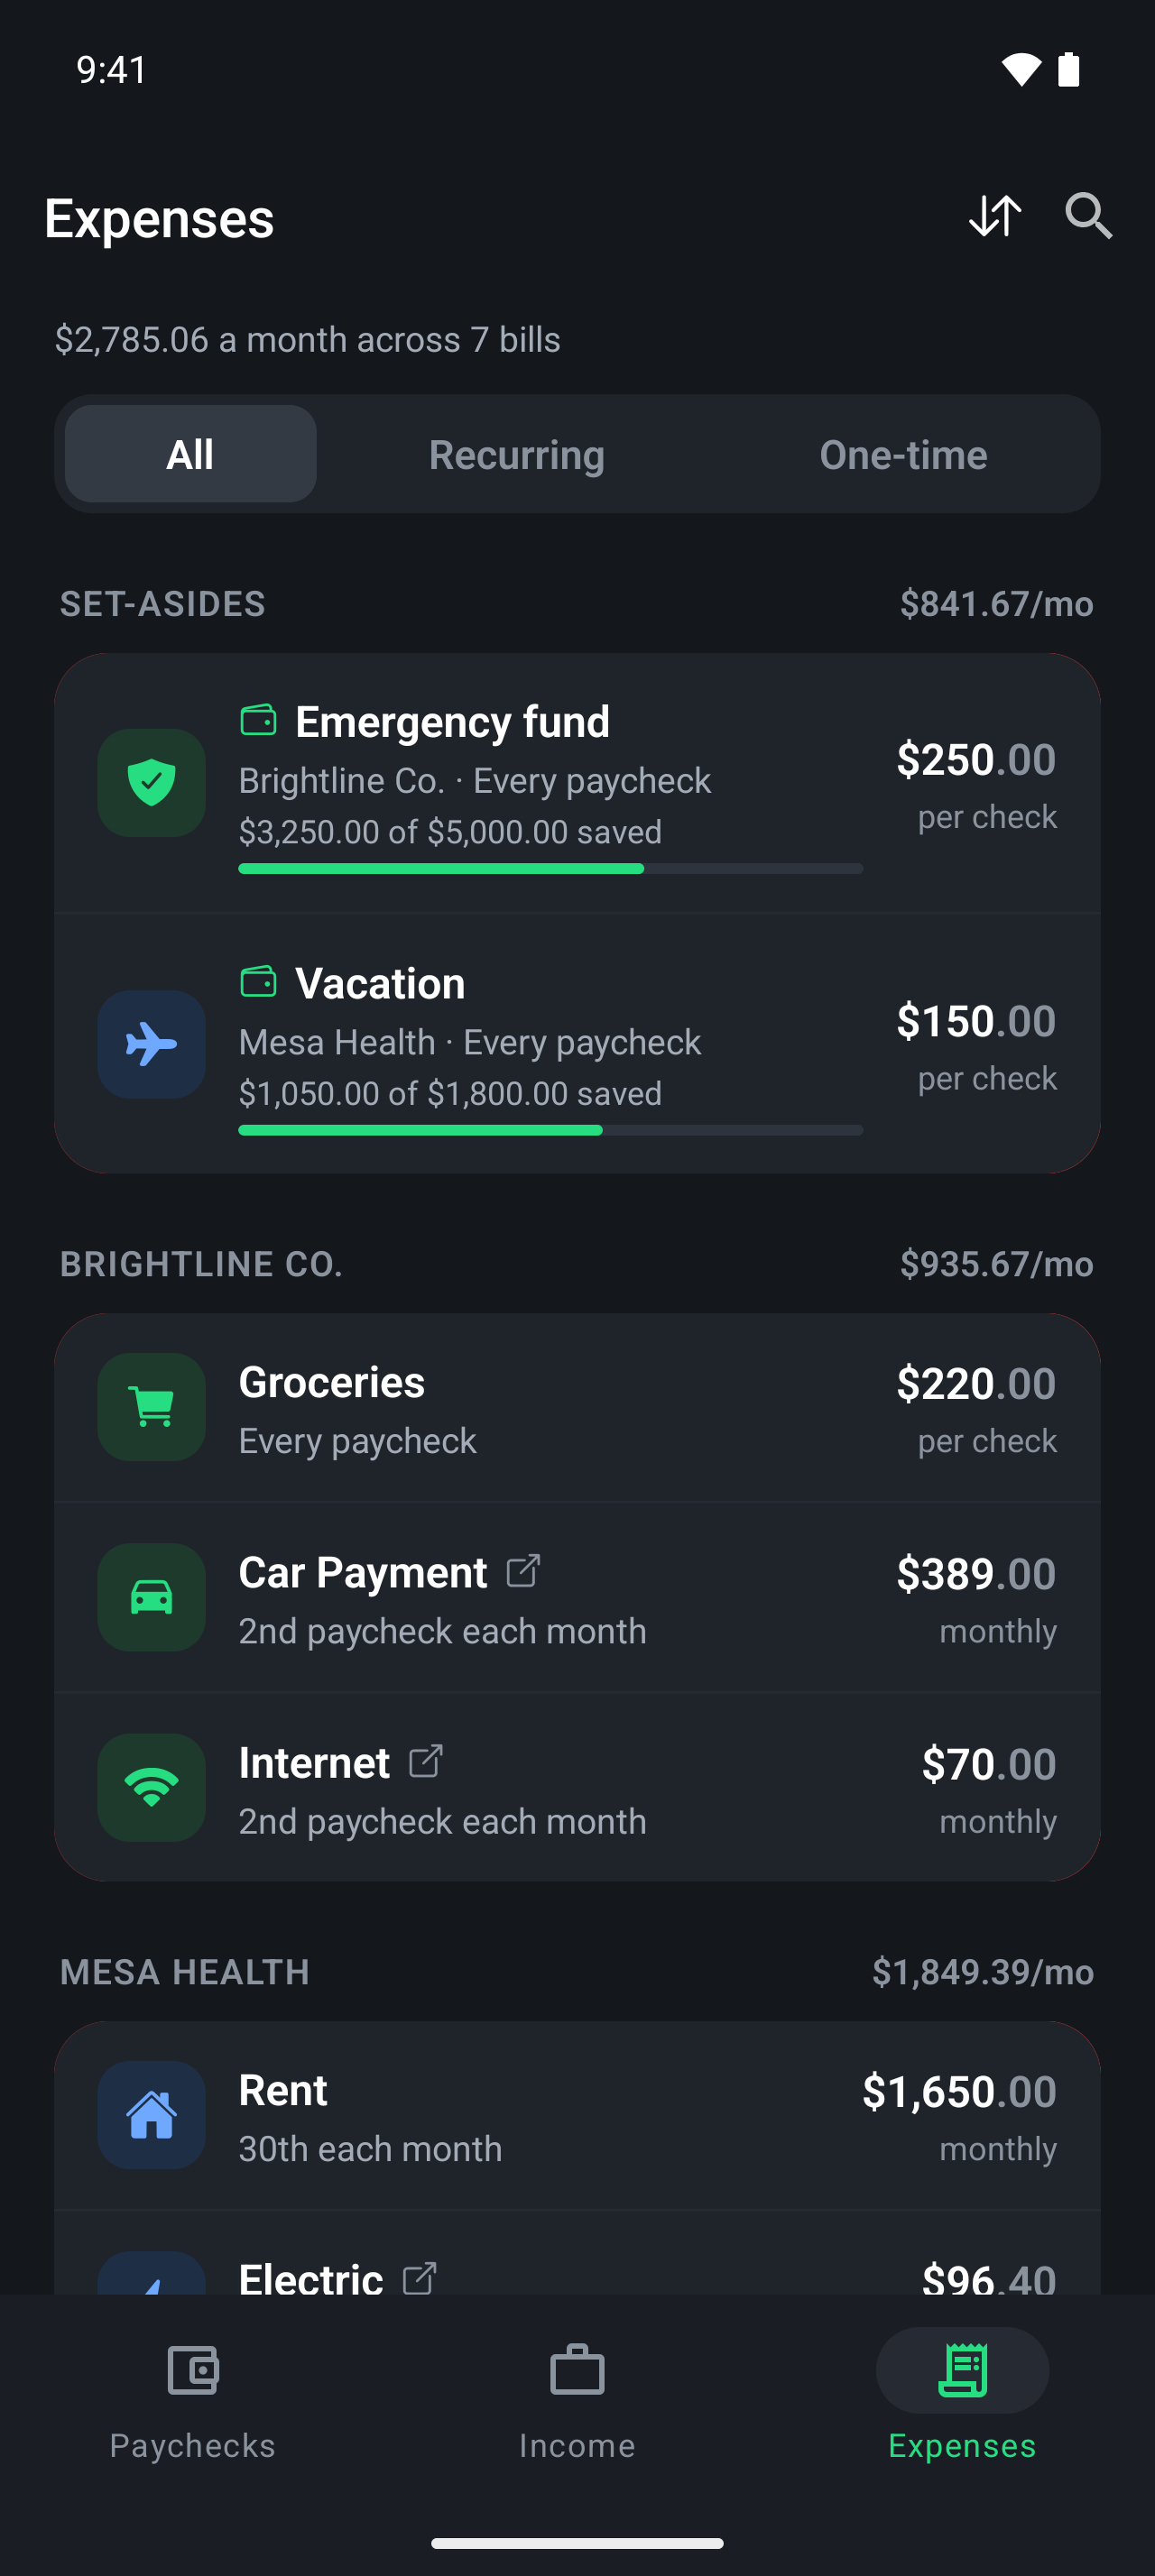 9:41
Expenses
$2,785.06 a month across 7 bills
All
Recurring
One-time
SET-ASIDES
$841.67/mo
Emergency fund
Brightline Co. · Every paycheck
$3,250.00 of $5,000.00 saved
$250.00
per check
Vacation
Mesa Health · Every paycheck
$1,050.00 of $1,800.00 saved
$150.00
per check
BRIGHTLINE CO.
$935.67/mo
Groceries
Every paycheck
$220.00
per check
Car Payment
2nd paycheck each month
$389.00
monthly
Internet
2nd paycheck each month
$70.00
monthly
MESA HEALTH
$1,849.39/mo
Rent
30th each month
$1,650.00
monthly
Electric
$96.40
Paychecks
Income
Expenses